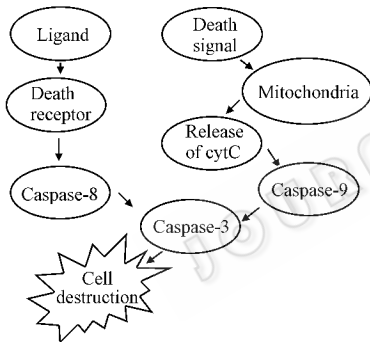 Ligand
Death
signal
Death
receptor
Mitochondria
Release
of cytC
Caspase-8
Caspase-9
Caspase-3
Cell
destruction